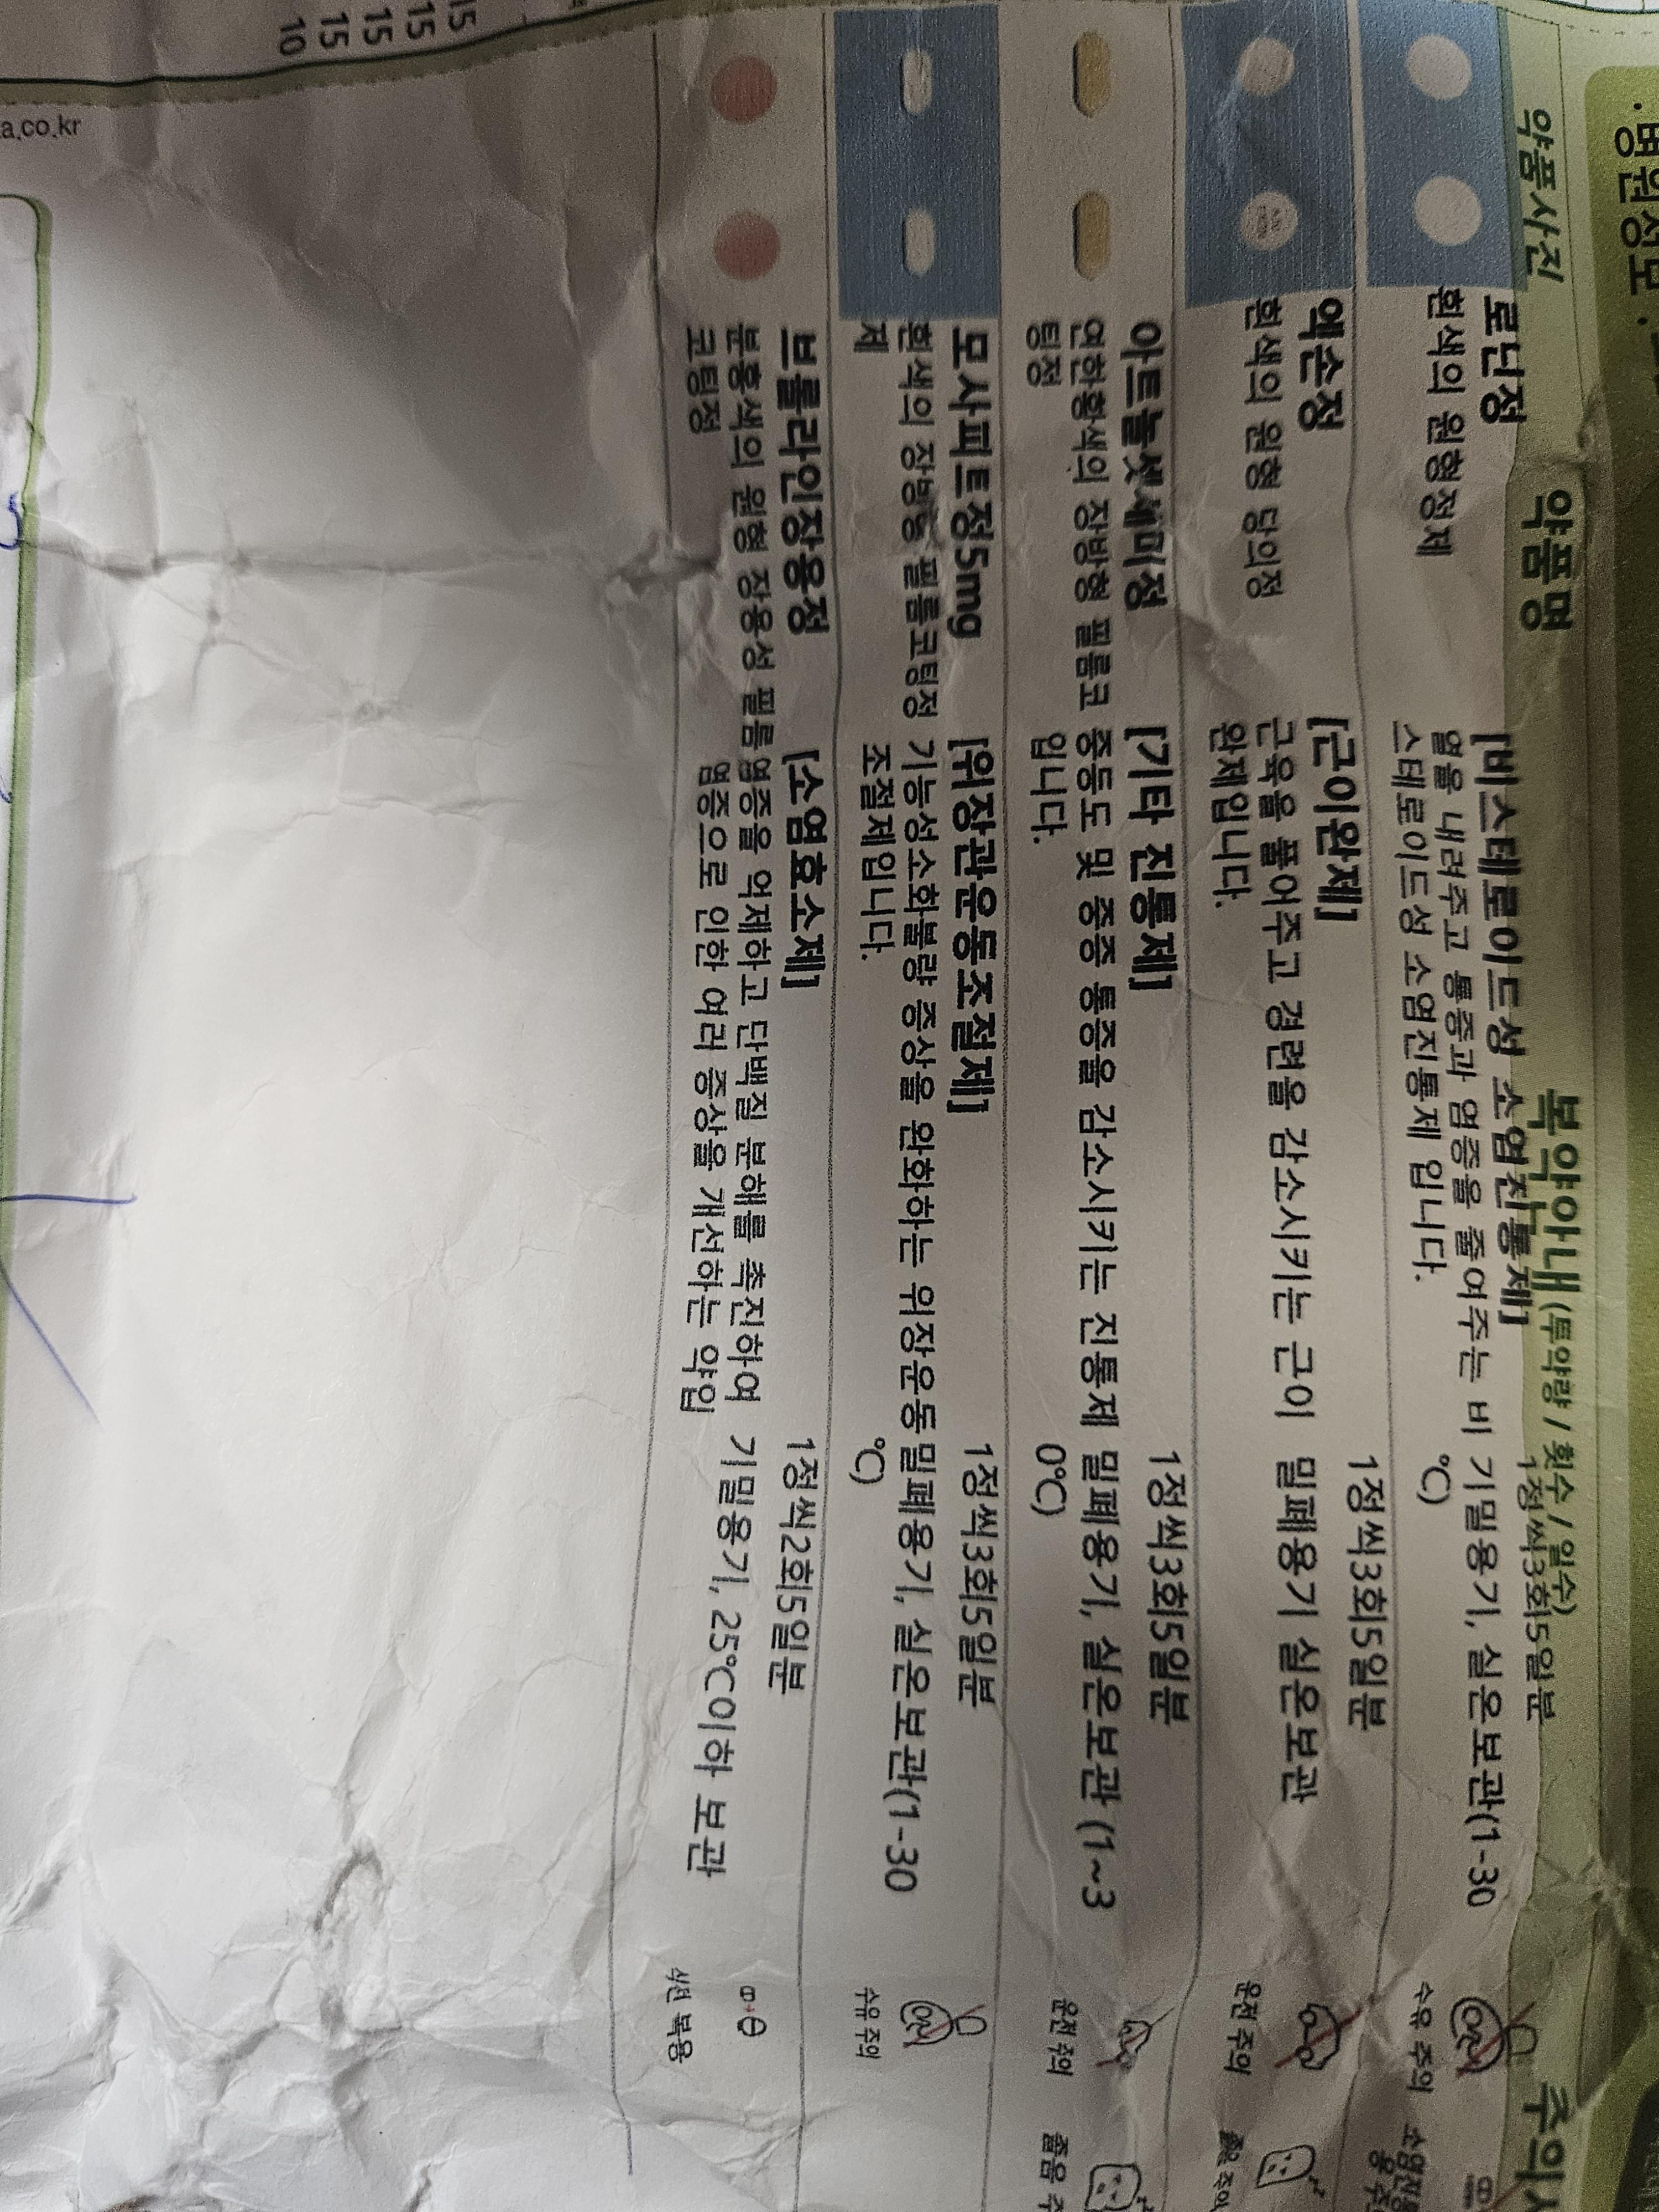 약품사진 약품명 복약안내 (투약량 / 횟수 / 일수) 주의
로닌정
흰색의 원형정제
[비스테로이드성 소염진통제]
열을 내려주고 통증과 염증을 줄여주는 비
스테로이드성 소염진통제 입니다.
1정씩3회5일분
기밀용기, 실온보관(1-30
℃)
수유 주의
엑손정
흰색의 원형 당의정
[근이완제]
근육을 풀어주고 경련을 감소시키는 근이
완제입니다.
1정씩3회5일분
밀폐용기 실온보관
운전 주의
졸음 주의
아트놀셋세미정
연한황색의 장방형 필름코
팅정
[기타 진통제]
중등도 및 중증 통증을 감소시키는 진통제
입니다.
1정씩3회5일분
밀폐용기, 실온보관 (1~3
0℃)
운전 주의
졸음 주
모사피트정5mg
흰색의 장방형 필름코팅정
제
[위장관운동조절제]
기능성소화불량 증상을 완화하는 위장운동
조절제입니다.
1정씩3회5일분
밀폐용기, 실온보관(1-30
℃)
수유 주의
브롤라인장용정
분홍색의 원형 장용성 필름
코팅정
[소염효소제]
염증을 억제하고 단백질 분해를 촉진하여
염증으로 인한 여러 증상을 개선하는 약입
1정씩2회5일분
기밀용기, 25℃이하 보관
식전 복용
15
15
15
15
10
a.co.kr